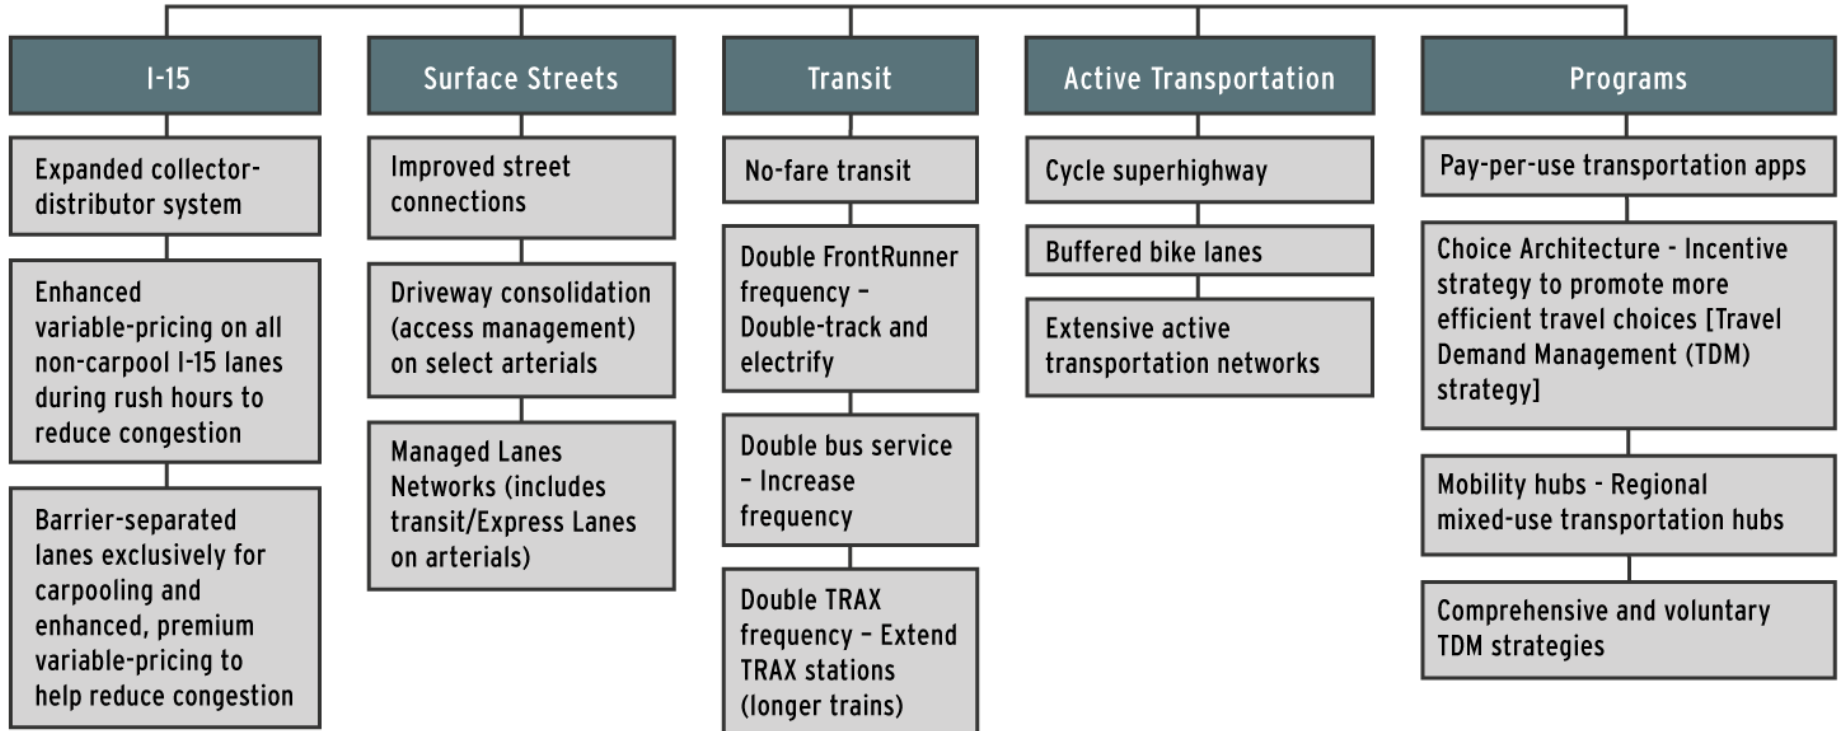 I-15
Expanded collector-
distributor system
Enhanced
variable-pricing on all
non-carpool I-15 lanes
during rush hours to
reduce congestion
Barrier-separated
lanes exclusively for
carpooling and
enhanced, premium
variable-pricing to
help reduce congestion
Surface Streets
Improved street
connections
Driveway consolidation
(access management)
on select arterials
Managed Lanes
Networks (includes
transit/Express Lanes
on arterials)
Transit
No-fare transit
Double FrontRunner
frequency –
Double-track and
electrify
Double bus service
– Increase
frequency
Double TRAX
frequency – Extend
TRAX stations
(longer trains)
Active Transportation
Cycle superhighway
Buffered bike lanes
Extensive active
transportation networks
Programs
Pay-per-use transportation apps
Choice Architecture - Incentive
strategy to promote more
efficient travel choices [Travel
Demand Management (TDM)
strategy]
Mobility hubs - Regional
mixed-use transportation hubs
Comprehensive and voluntary
TDM strategies